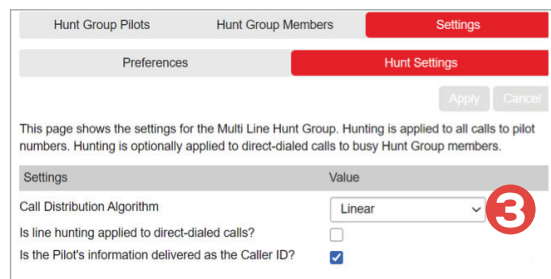 Hunt Group Pilots Hunt Group Members Settings
Preferences Hunt Settings
Apply Cancel
This page shows the settings for the Multi Line Hunt Group. Hunting is applied to all calls to pilot
numbers. Hunting is optionally applied to direct-dialed calls to busy Hunt Group members.
Settings Value
Call Distribution Algorithm Linear 3
Is line hunting applied to direct-dialed calls?
Is the Pilot's information delivered as the Caller ID?